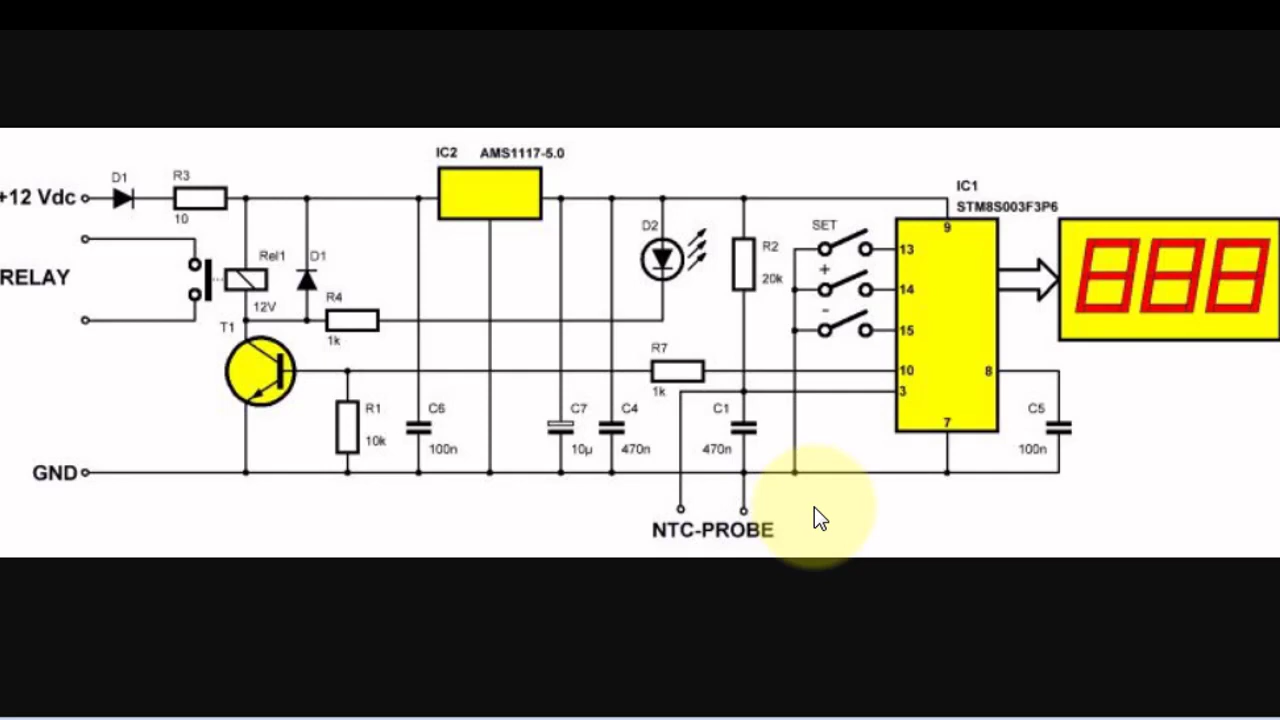 IC2 AMS1117-5.0
D1
R3
+12 Vdc
10
IC1
STM8S003F3P6
SET
D2
R2
20k
9
13
+
14
-
15
RELAY
Rel1
D1
12V
R4
1k
T1
R7
1k
10
3
8
7
888
R1
10k
C6
100n
C7
10µ
C4
470n
C1
470n
C5
100n
GND
NTC-PROBE